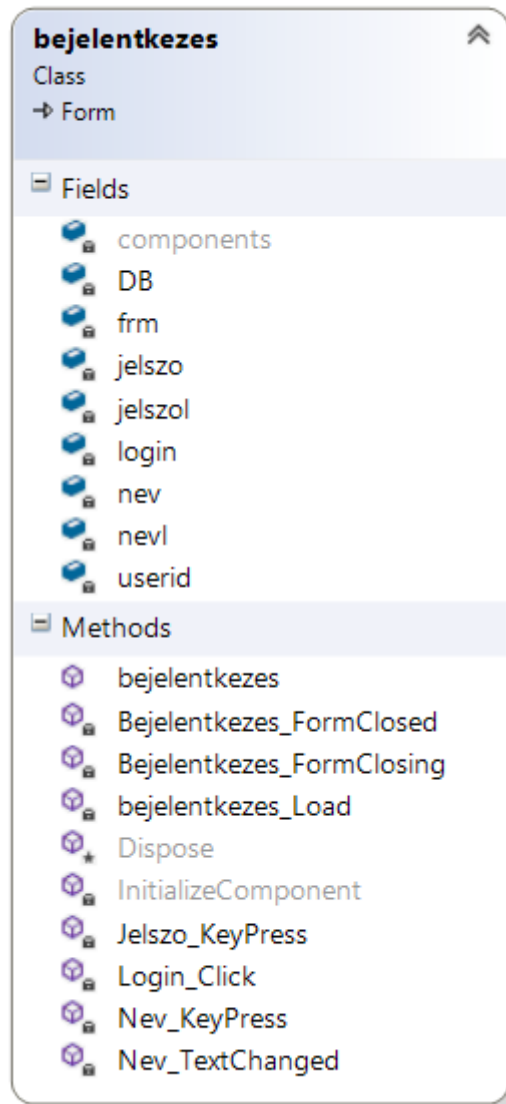 bejelentkezes
Class
Form
Fields
components
DB
frm
jelszo
jelszol
login
nev
nevl
userid
Methods
bejelentkezes
Bejelentkezes_FormClosed
Bejelentkezes_FormClosing
bejelentkezes_Load
Dispose
InitializeComponent
Jelszo_KeyPress
Login_Click
Nev_KeyPress
Nev_TextChanged